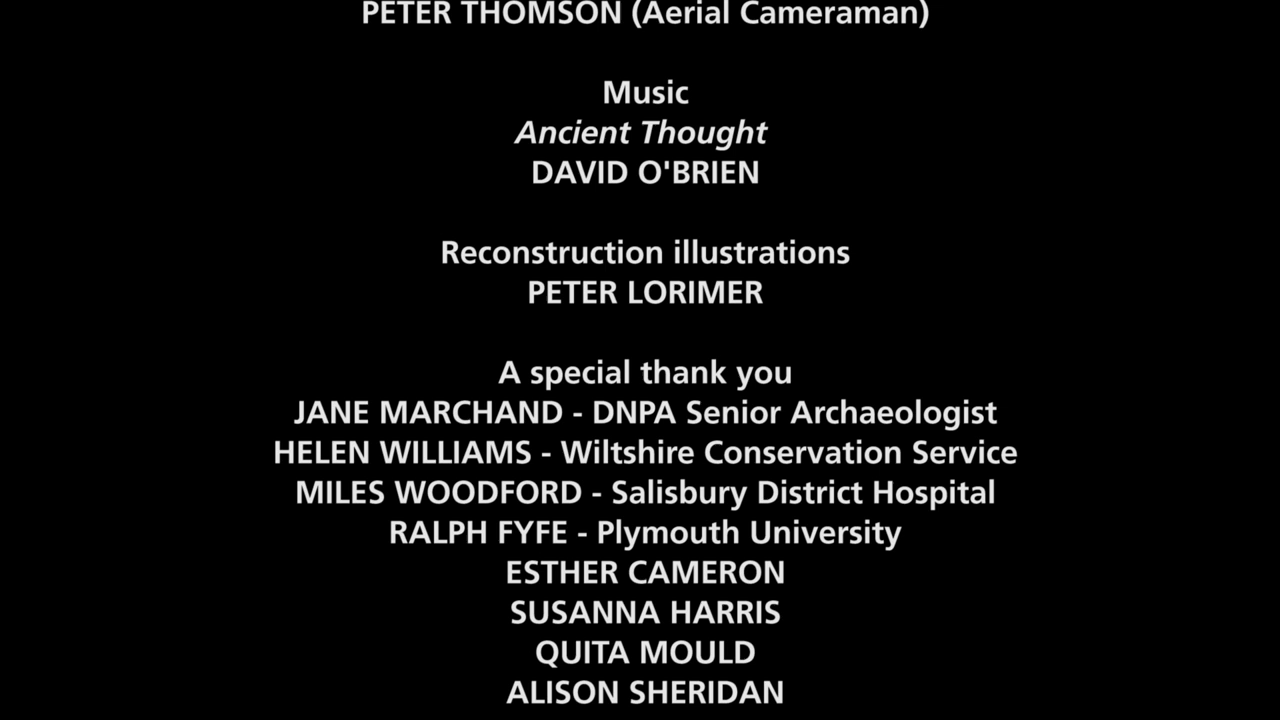 PETER THOMSON (Aerial Cameraman)
Music
Ancient Thought
DAVID O'BRIEN
Reconstruction illustrations
PETER LORIMER
A special thank you
JANE MARCHAND - DNPA Senior Archaeologist
HELEN WILLIAMS - Wiltshire Conservation Service
MILES WOODFORD - Salisbury District Hospital
RALPH FYFE - Plymouth University
ESTHER CAMERON
SUSANNA HARRIS
QUITA MOULD
ALISON SHERIDAN